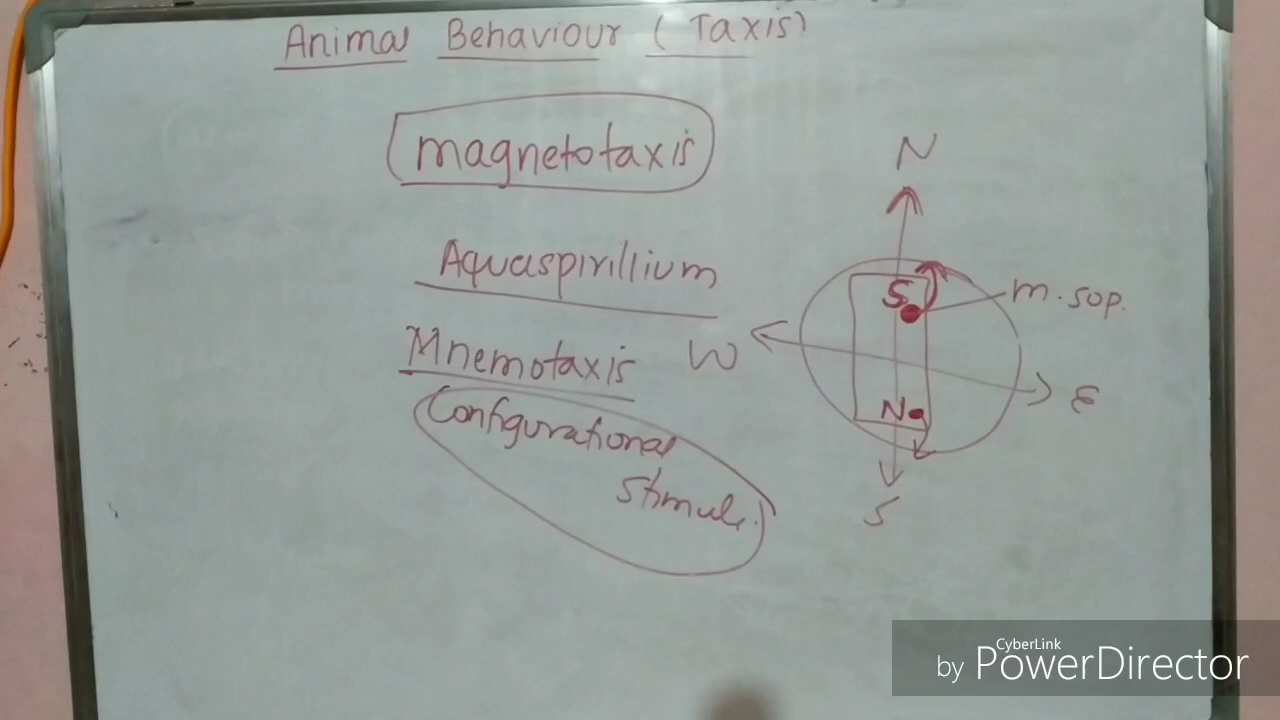 Animal Behaviour (Taxis)
magnetotaxis
Aquaspirillium
Mnemotaxis
Configurational
Stimuli
N
S
m. sop.
W
E
N
S
CyberLink
by PowerDirector